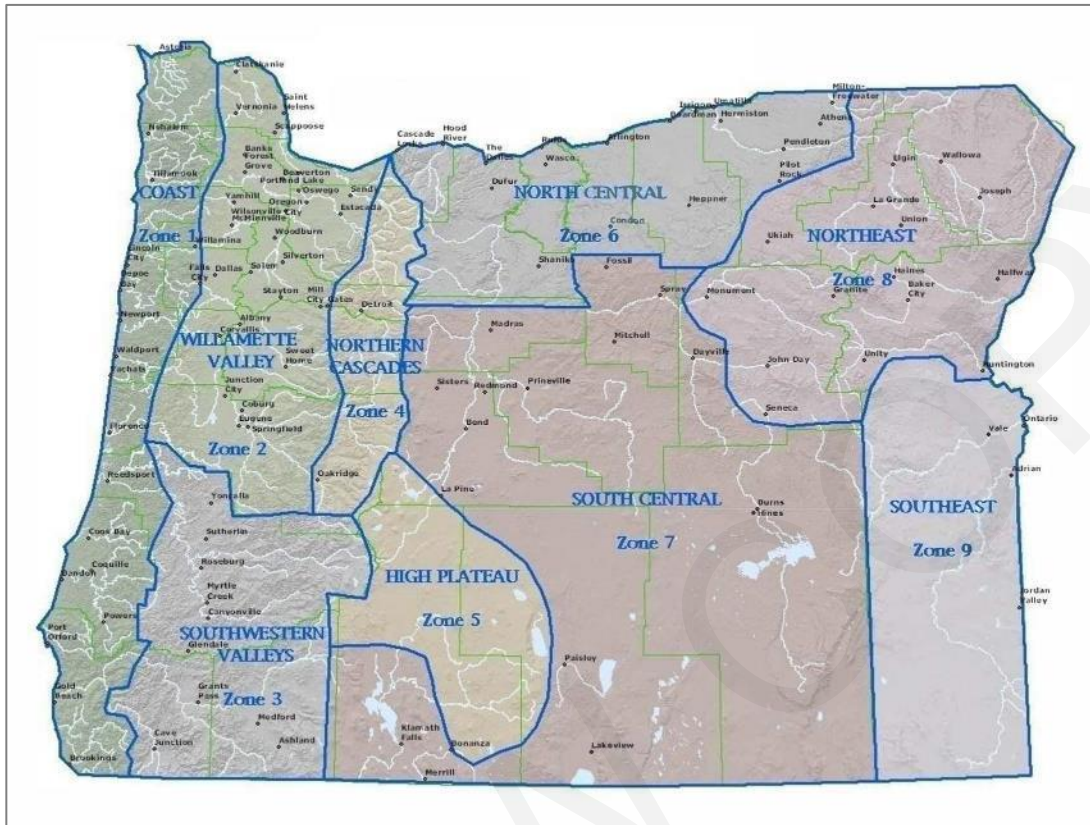 Astoria
Clatskanie
Vernonia
Saint
Helens
Scappoose
Nehalem
Banks
Forest
Grove
Beaverton
Portland Lake
Oswego
Sandy
Tillamook
COAST
Zone 1
Yamhill
Wilsonville
Oregon
City
McMinnville
Estacada
Woodburn
Willamina
Lincoln
City
Depoe
Bay
Falls
City
Dallas
Salem
Silverton
Stayton
Mill
City
Gates
Detroit
Newport
Albany
Corvallis
WILLAMETTE
VALLEY
Zone 2
Sweet
Home
NORTHERN
CASCADES
Zone 4
Waldport
Yachats
Junction
City
Coburg
Eugene
Springfield
Florence
Oakridge
Reedsport
Yoncalla
Sutherlin
Coos Bay
Roseburg
Coquille
Bandon
Myrtle
Creek
Canyonville
Powers
Port
Orford
SOUTHWESTERN
VALLEYS
Zone 3
Glendale
Gold
Beach
Grants
Pass
Medford
Cave
Junction
Ashland
Brookings
Cascade
Locks
Hood
River
The
Dalles
Dufur
Rufus
Wasco
Arlington
Boardman
Irrigon
Umatilla
Hermiston
Milton-
Freewater
Athena
Pendleton
Pilot
Rock
NORTH CENTRAL
Zone 6
Heppner
Condon
Shaniko
Fossil
Elgin
Wallowa
La Grande
Joseph
Union
Ukiah
NORTHEAST
Zone 8
Haines
Halfway
Granite
Baker
City
Spray
Monument
Madras
Mitchell
Dayville
John Day
Unity
Huntington
Sisters
Redmond
Prineville
Seneca
Bend
Ontario
Vale
Adrian
La Pine
SOUTH CENTRAL
Zone 7
Burns
Hines
SOUTHEAST
Zone 9
HIGH PLATEAU
Zone 5
Jordan
Valley
Paisley
Klamath
Falls
Bonanza
Lakeview
Merrill